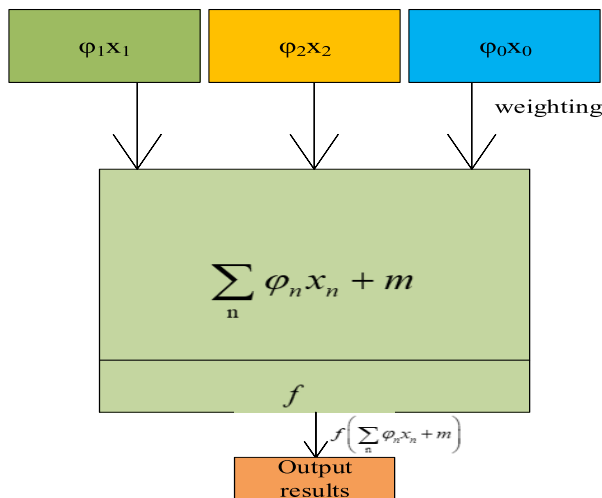 φ₁x₁ φ₂x₂ φ₀x₀
weighting
∑ₙ φₙxₙ + m
f
f(∑ₙ φₙxₙ + m)
Output
results